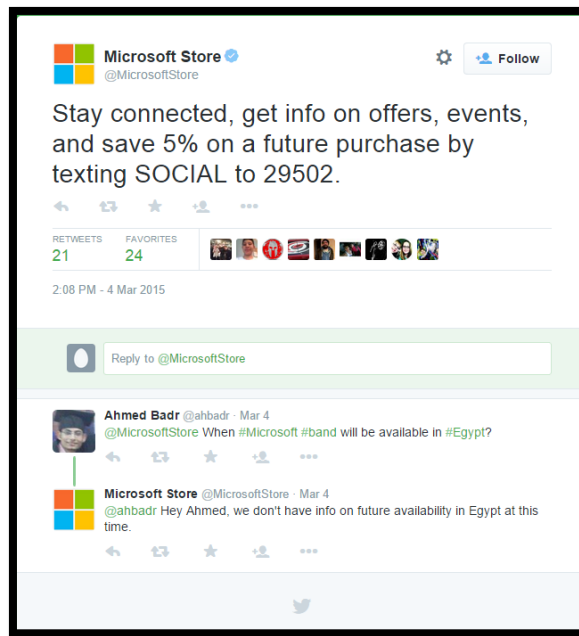 Microsoft Store
@MicrosoftStore
Follow
Stay connected, get info on offers, events,
and save 5% on a future purchase by
texting SOCIAL to 29502.
RETWEETS FAVORITES
21 24
2:08 PM - 4 Mar 2015
Reply to @MicrosoftStore
Ahmed Badr @ahbadr · Mar 4
@MicrosoftStore When #Microsoft #band will be available in #Egypt?
Microsoft Store @MicrosoftStore · Mar 4
@ahbadr Hey Ahmed, we don't have info on future availability in Egypt at this
time.